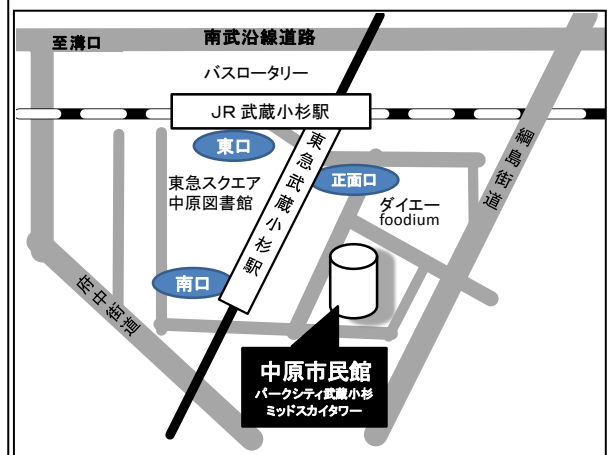 南武沿線道路
至溝口
バスロータリー
JR 武蔵小杉駅
東口
東急武蔵小杉駅
正面口
綱島街道
東急スクエア
中原図書館
ダイエー
foodium
南口
府中街道
中原市民館
パークシティ武蔵小杉
ミッドスカイタワー